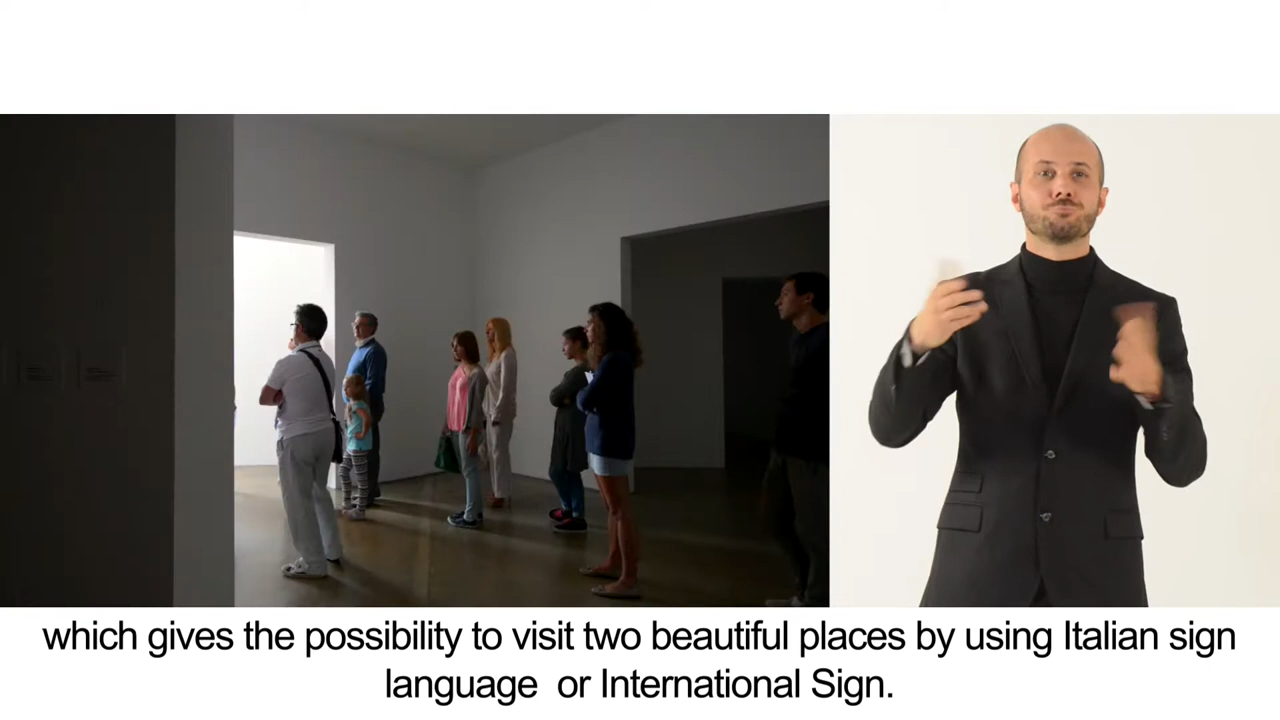 which gives the possibility to visit two beautiful places by using Italian sign
language or International Sign.